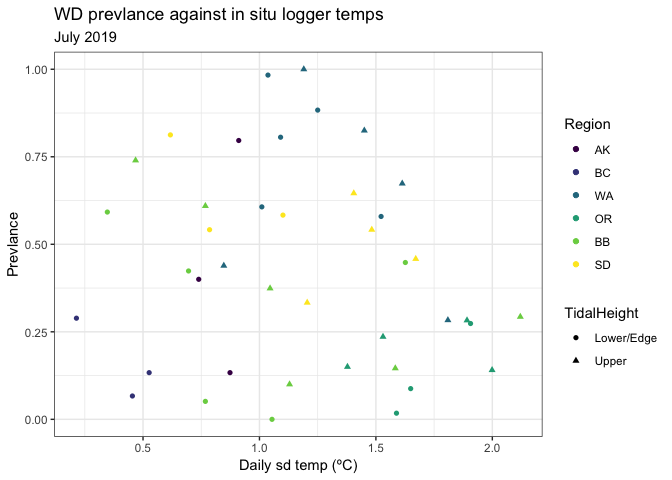 WD prevlance against in situ logger temps
July 2019
Prevlance
1.00
0.75
0.50
0.25
0.00
0.5
1.0
1.5
2.0
Daily sd temp (ºC)
Region
AK
BC
WA
OR
BB
SD
TidalHeight
Lower/Edge
Upper